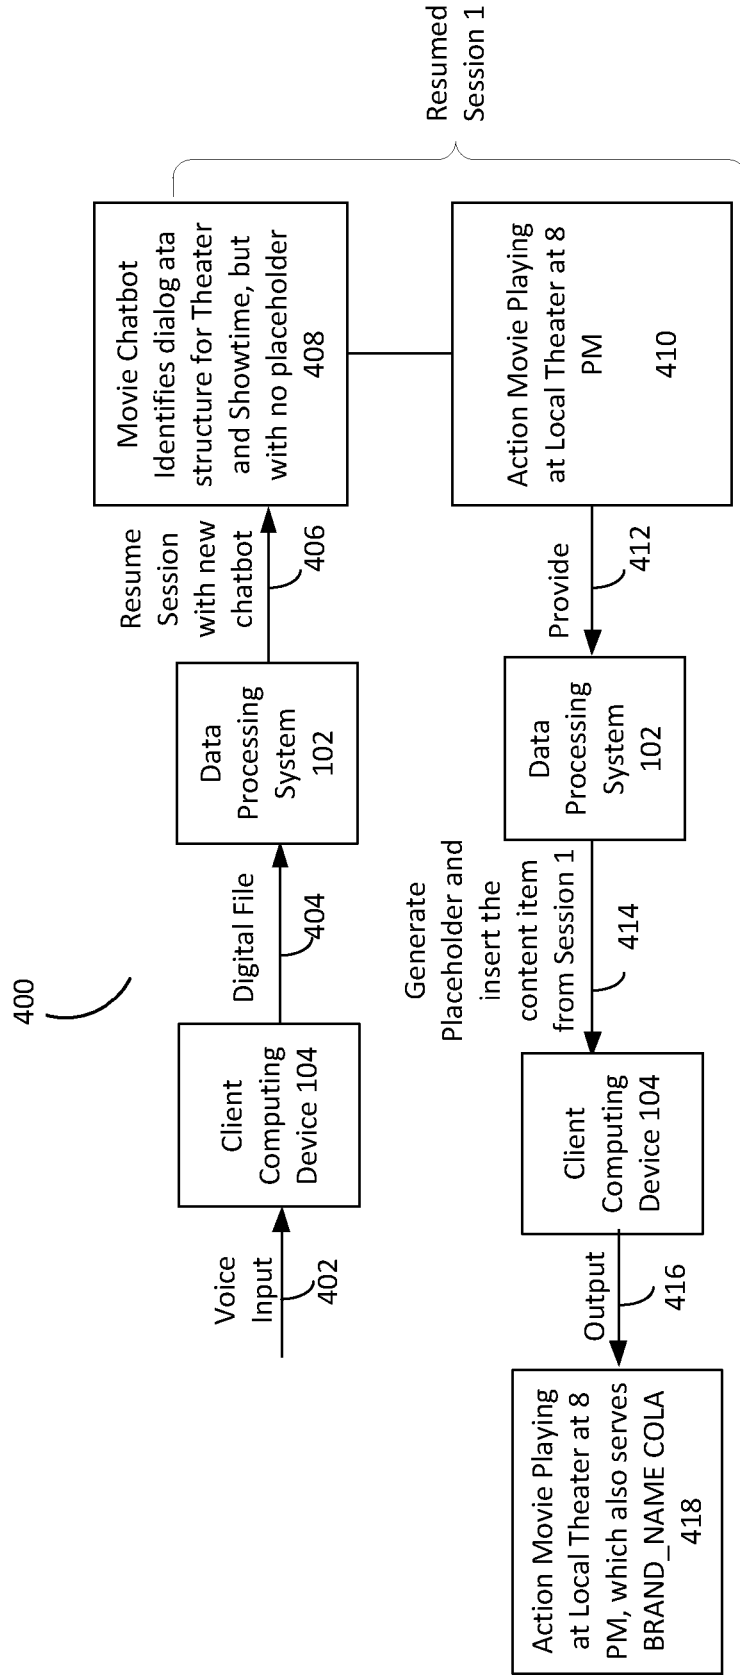 400
Voice
Input
402
Client
Computing
Device 104
Digital File
404
Data
Processing
System
102
Resume
Session
with new
chatbot
406
Movie Chatbot
Identifies dialog ata
structure for Theater
and Showtime, but
with no placeholder
408
Resumed
Session 1
Action Movie Playing
at Local Theater at 8
PM
410
Provide
412
Data
Processing
System
102
Generate
Placeholder and
insert the
content item
from Session 1
414
Client
Computing
Device 104
Output
416
Action Movie Playing
at Local Theater at 8
PM, which also serves
BRAND_NAME COLA
418